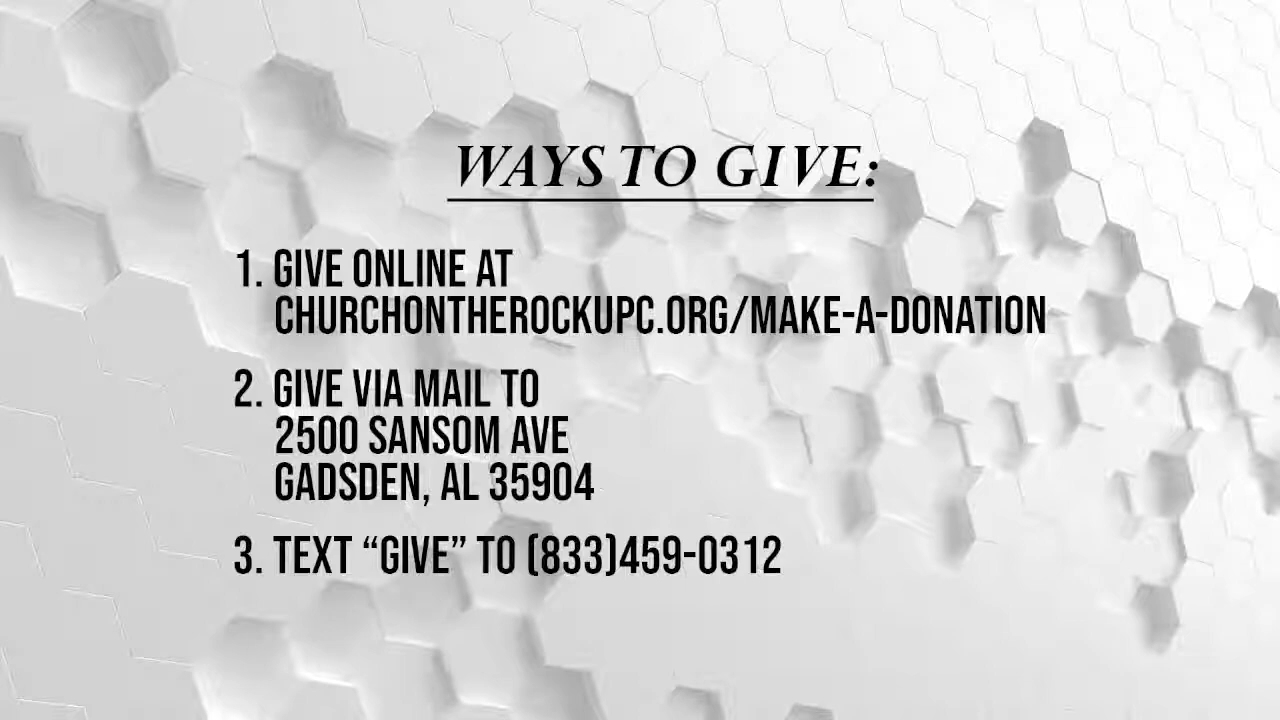 WAYS TO GIVE:
1. GIVE ONLINE AT
CHURCHONTHEROCKUPC.ORG/MAKE-A-DONATION
2. GIVE VIA MAIL TO
2500 SANSOM AVE
GADSDEN, AL 35904
3. TEXT “GIVE” TO (833)459-0312